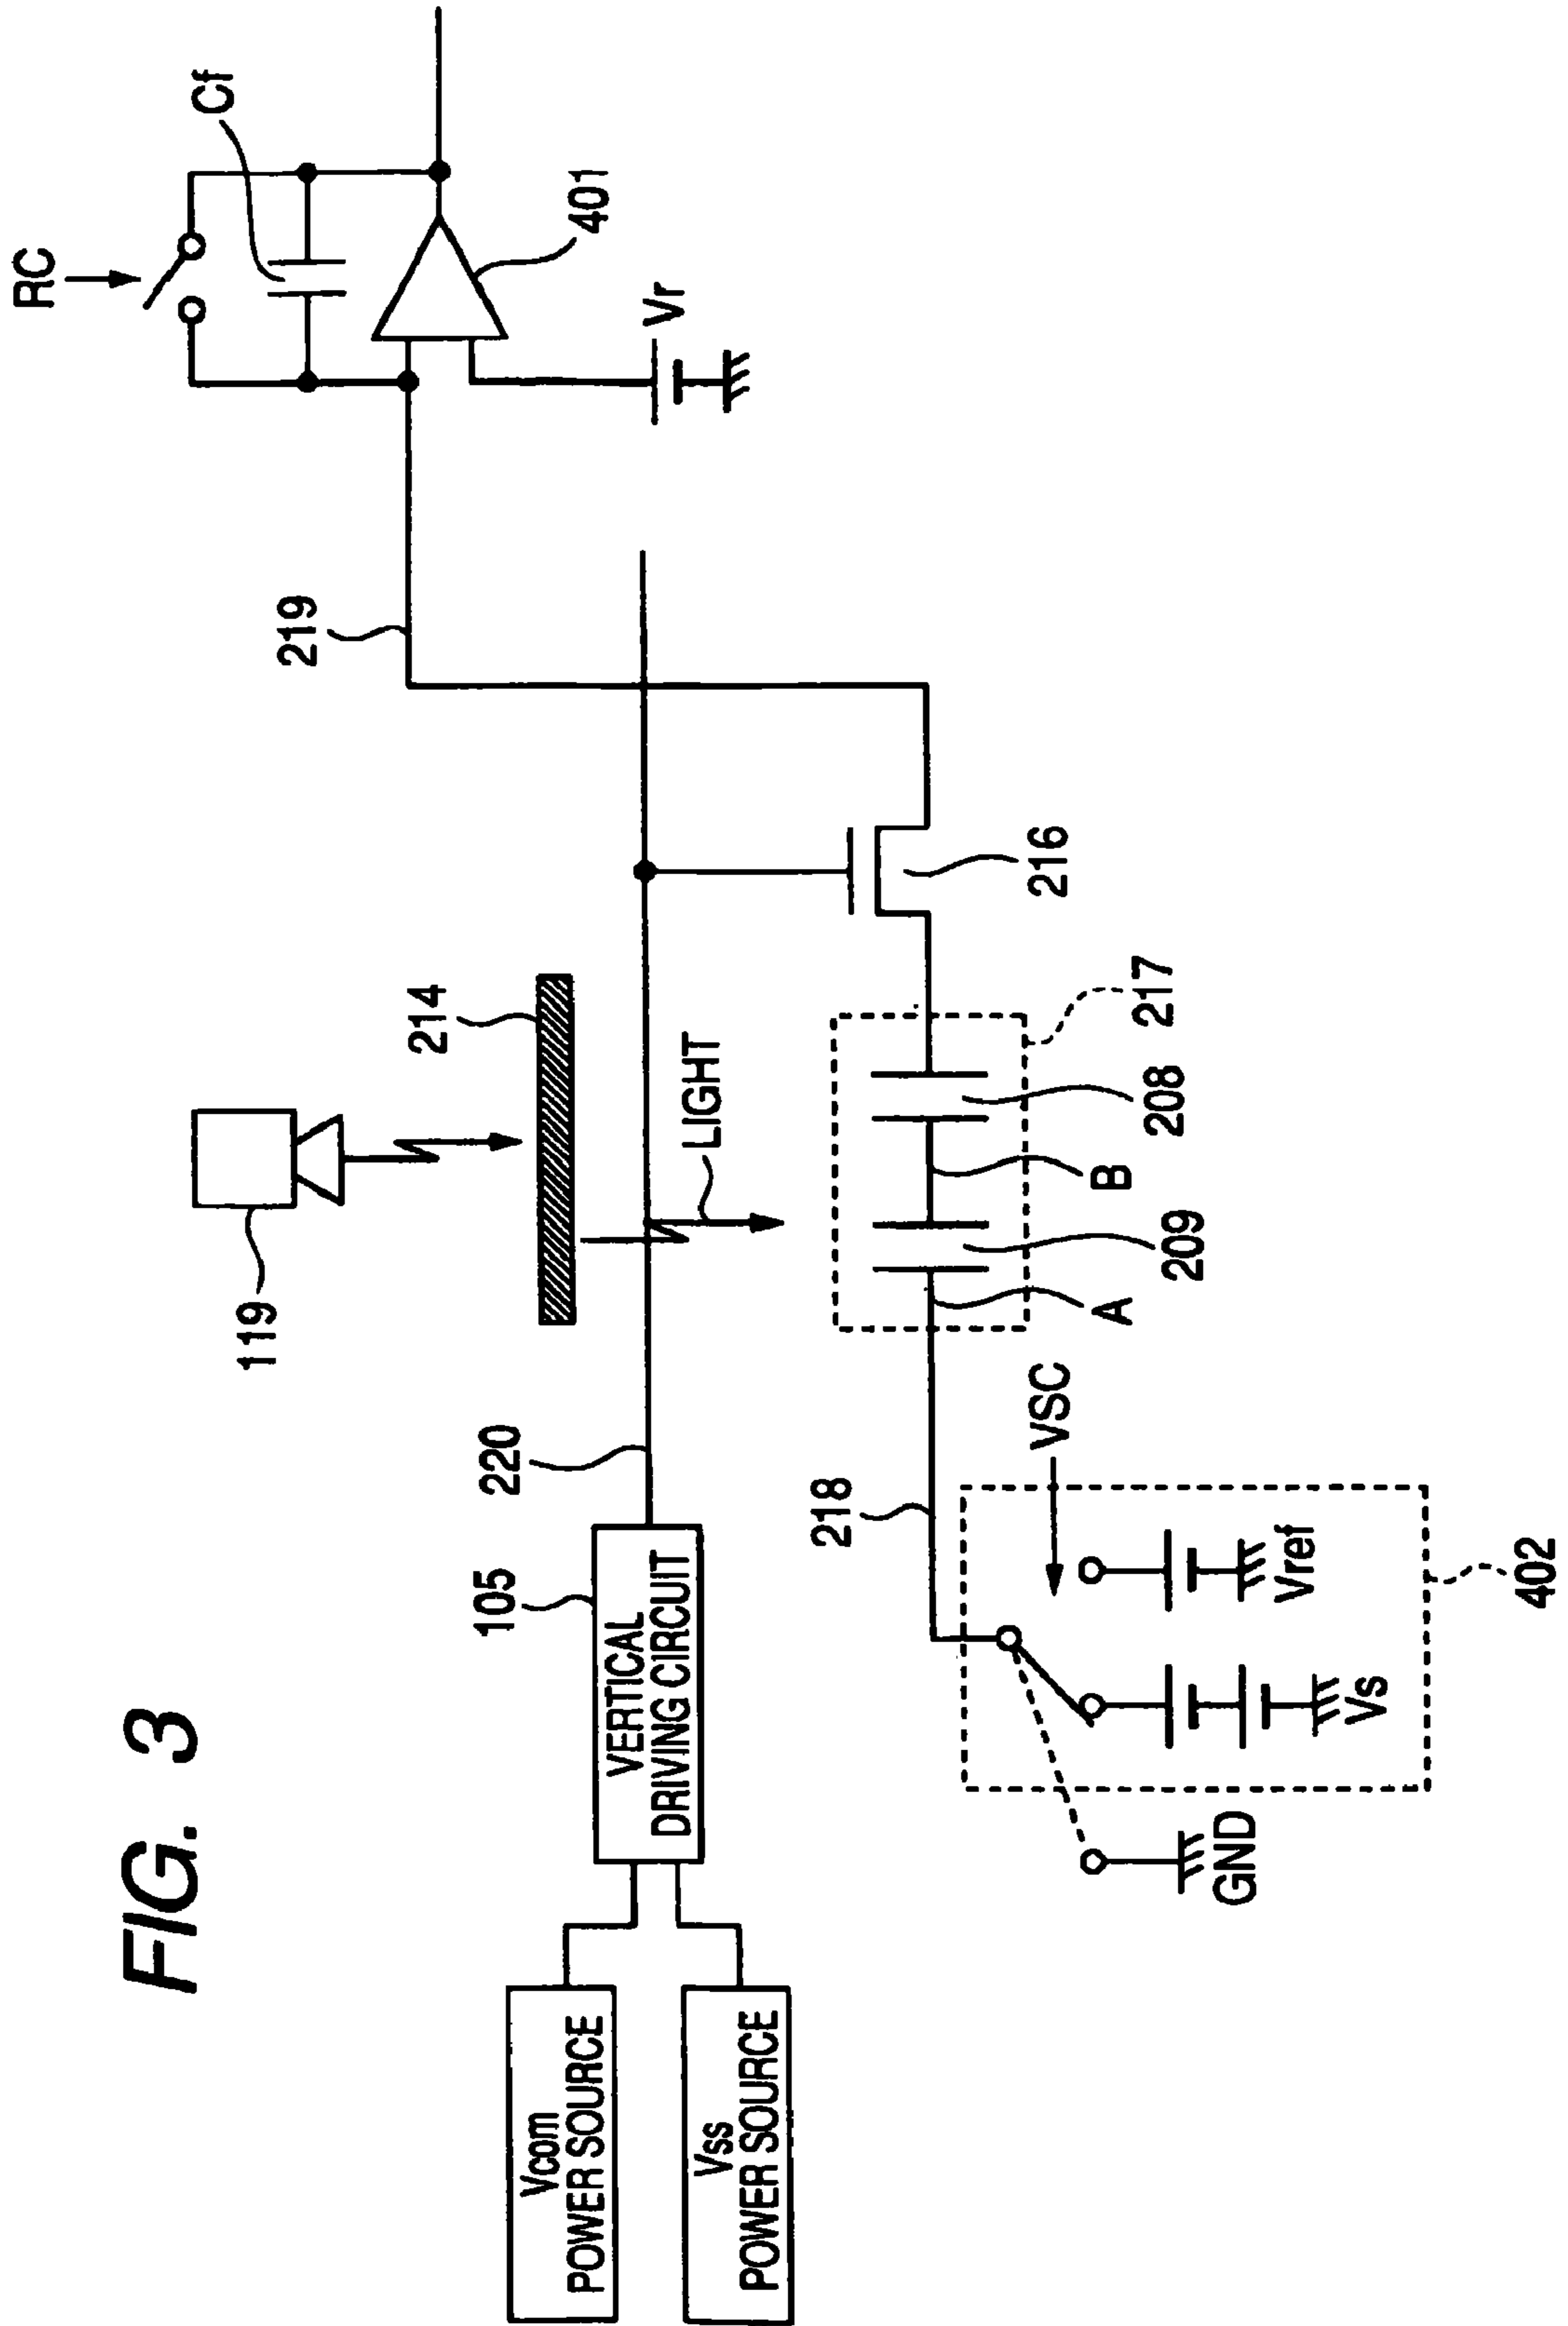 FIG. 3
RC
Cf
401
Vr
219
119
214
LIGHT
216
217
208
B
209
A
220
105
VERTICAL
DRIVING CIRCUIT
Vcom
POWER SOURCE
Vss
POWER SOURCE
218
VSC
Vref
Vs
GND
402